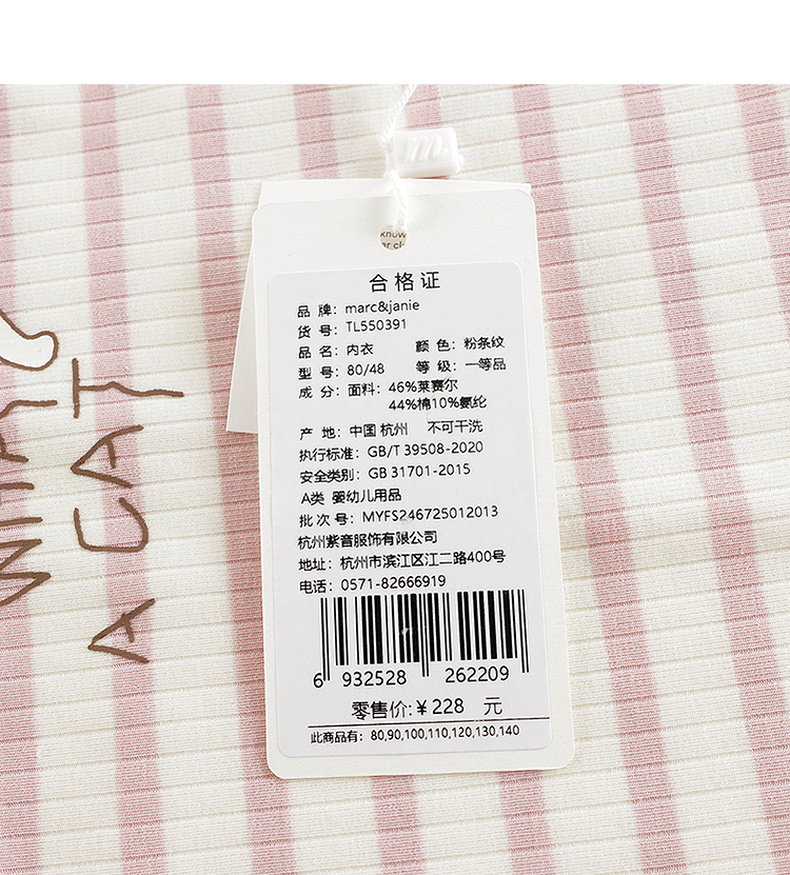 know
or cl
合格证
品 牌：marc&janie
货 号：TL550391
品 名：内衣 颜 色：粉条纹
型 号：80/48 等 级：一等品
成 分：面料：46%莱赛尔
44%棉10%氨纶
产 地：中国 杭州 不可干洗
执行标准：GB/T 39508-2020
安全类别：GB 31701-2015
A类 婴幼儿用品
批 次 号：MYFS246725012013
杭州紫音服饰有限公司
地址：杭州市滨江区江二路400号
电话：0571-82666919
6 932528 262209
零售价:￥228 元
此商品有：80,90,100,110,120,130,140
WHAT
A CAT